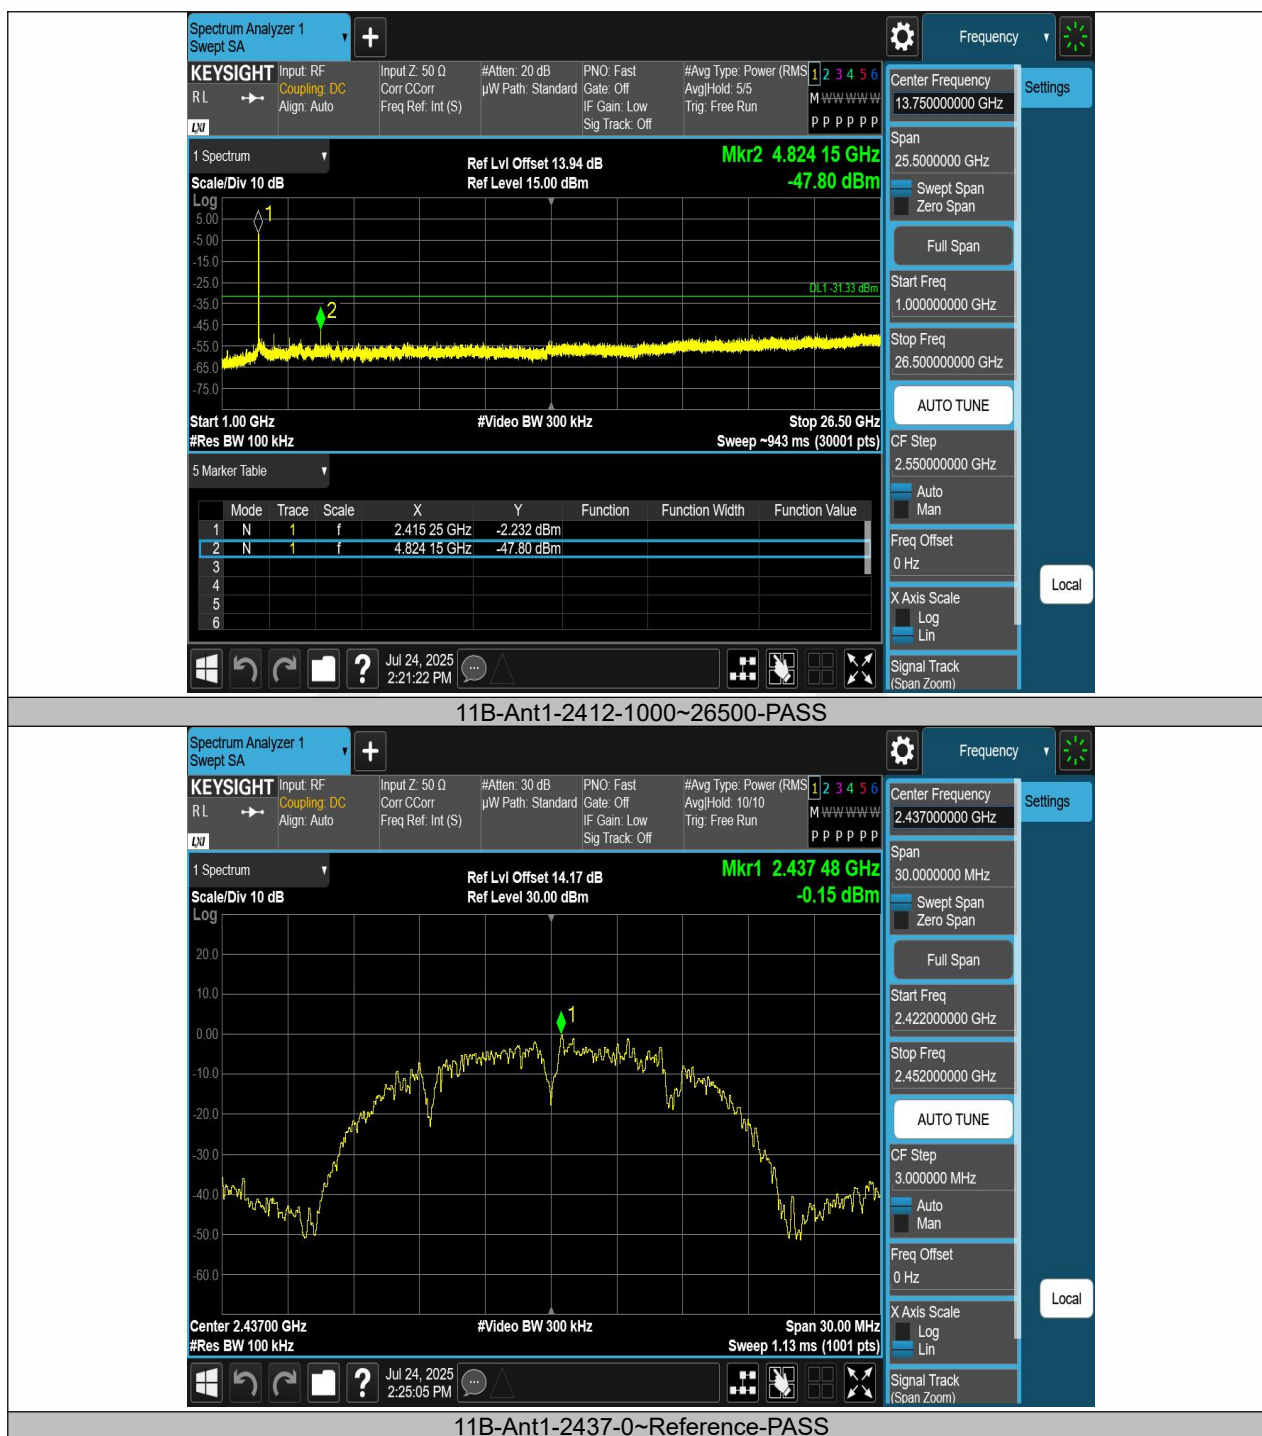 Spectrum Analyzer 1
Swept SA
Frequency
KEYSIGHT
R L
LXI
Input: RF
Coupling: DC
Align: Auto
Input Z: 50 Ω
Corr CCorr
Freq Ref: Int (S)
#Atten: 20 dB
µW Path: Standard
PNO: Fast
Gate: Off
IF Gain: Low
Sig Track: Off
#Avg Type: Power (RMS
Avg|Hold: 5/5
Trig: Free Run
1 2 3 4 5 6
M W W W W W
P P P P P P
1 Spectrum
Scale/Div 10 dB
Ref Lvl Offset 13.94 dB
Ref Level 15.00 dBm
Mkr2 4.824 15 GHz
-47.80 dBm
Log
5.00
-5.00
-15.0
-25.0
-35.0
-45.0
-55.0
-65.0
-75.0
1
2
DL1 -31.33 dBm
Start 1.00 GHz
#Res BW 100 kHz
#Video BW 300 kHz
Stop 26.50 GHz
Sweep ~943 ms (30001 pts)
5 Marker Table
Mode Trace Scale X Y Function Function Width Function Value
1 N 1 f 2.415 25 GHz -2.232 dBm
2 N 1 f 4.824 15 GHz -47.80 dBm
3
4
5
6
Jul 24, 2025
2:21:22 PM
Center Frequency
13.750000000 GHz
Settings
Span
25.5000000 GHz
Swept Span
Zero Span
Full Span
Start Freq
1.000000000 GHz
Stop Freq
26.500000000 GHz
AUTO TUNE
CF Step
2.550000000 GHz
Auto
Man
Freq Offset
0 Hz
X Axis Scale
Log
Lin
Signal Track
(Span Zoom)
Local
11B-Ant1-2412-1000~26500-PASS
Spectrum Analyzer 1
Swept SA
Frequency
KEYSIGHT
R L
LXI
Input: RF
Coupling: DC
Align: Auto
Input Z: 50 Ω
Corr CCorr
Freq Ref: Int (S)
#Atten: 30 dB
µW Path: Standard
PNO: Fast
Gate: Off
IF Gain: Low
Sig Track: Off
#Avg Type: Power (RMS
Avg|Hold: 10/10
Trig: Free Run
1 2 3 4 5 6
M W W W W W
P P P P P P
1 Spectrum
Scale/Div 10 dB
Ref Lvl Offset 14.17 dB
Ref Level 30.00 dBm
Mkr1 2.437 48 GHz
-0.15 dBm
Log
20.0
10.0
0.00
-10.0
-20.0
-30.0
-40.0
-50.0
-60.0
1
Center 2.43700 GHz
#Res BW 100 kHz
#Video BW 300 kHz
Span 30.00 MHz
Sweep 1.13 ms (1001 pts)
Jul 24, 2025
2:25:05 PM
Center Frequency
2.437000000 GHz
Settings
Span
30.0000000 MHz
Swept Span
Zero Span
Full Span
Start Freq
2.422000000 GHz
Stop Freq
2.452000000 GHz
AUTO TUNE
CF Step
3.000000 MHz
Auto
Man
Freq Offset
0 Hz
X Axis Scale
Log
Lin
Signal Track
(Span Zoom)
Local
11B-Ant1-2437-0~Reference-PASS